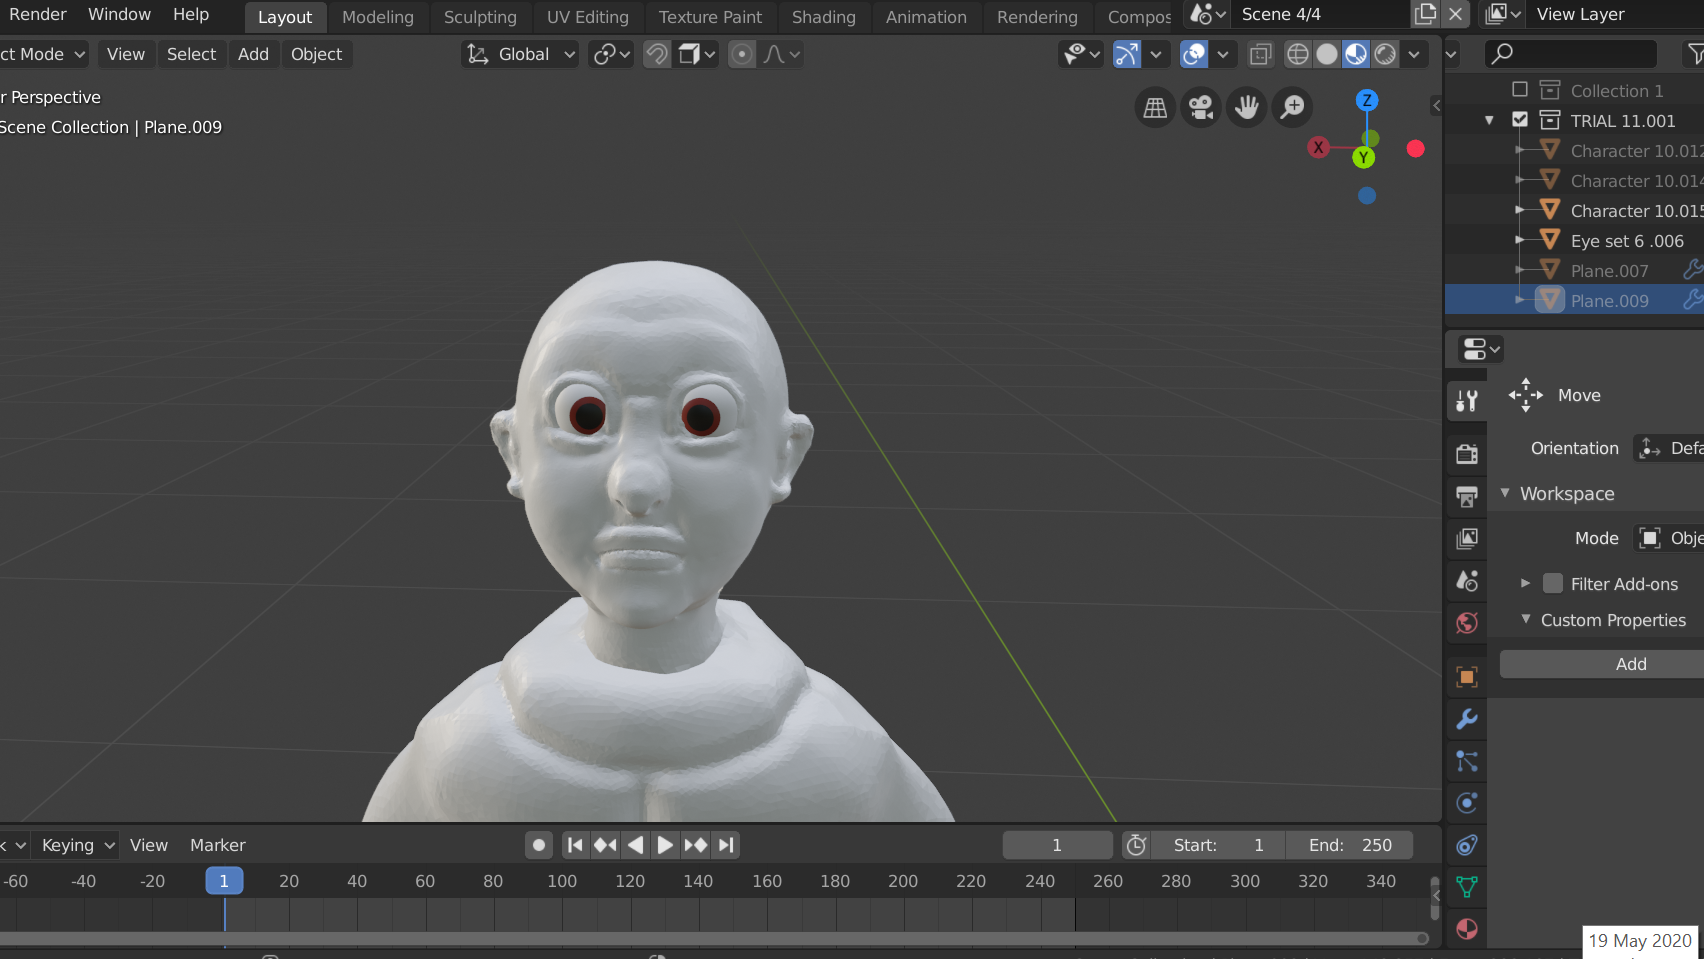 Render Window Help Layout Modeling Sculpting UV Editing Texture Paint Shading Animation Rendering Compos Scene 4/4 View Layer
ct Mode View Select Add Object Global
r Perspective
Scene Collection | Plane.009
Z
X
Y
Collection 1
TRIAL 11.001
Character 10.012
Character 10.014
Character 10.015
Eye set 6 .006
Plane.007
Plane.009
Move
Orientation Defa
Workspace
Mode Obje
Filter Add-ons
Custom Properties
Add
k Keying View Marker 1 Start: 1 End: 250
-60 -40 -20 1 20 40 60 80 100 120 140 160 180 200 220 240 260 280 300 320 340
19 May 2020